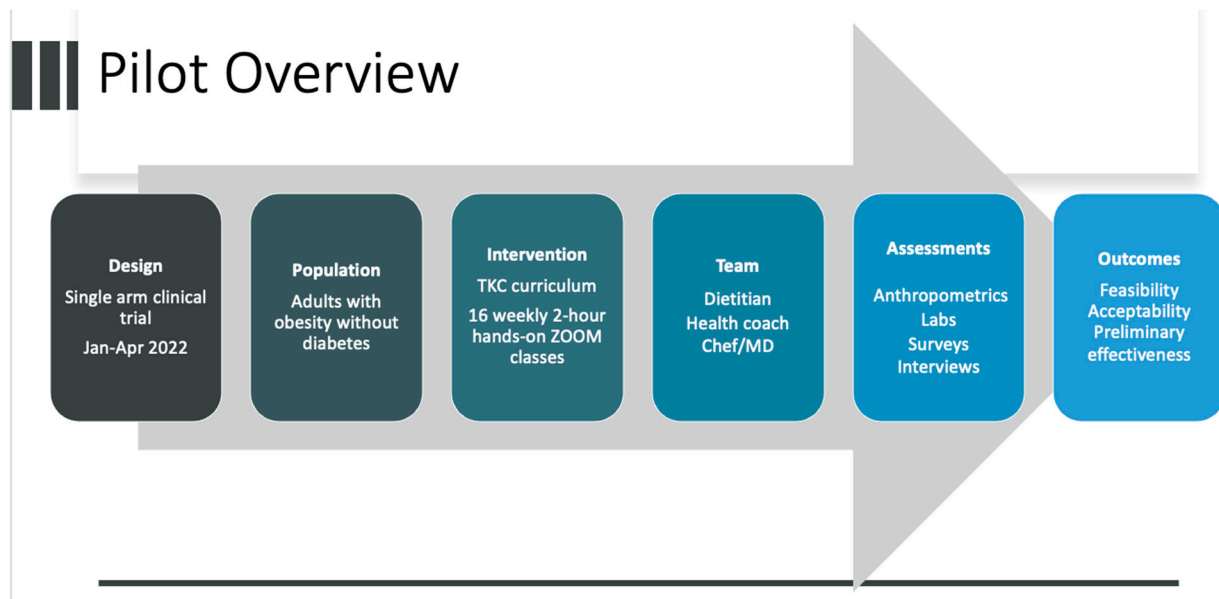 Pilot Overview
Design
Single arm clinical
trial
Jan-Apr 2022
Population
Adults with
obesity without
diabetes
Intervention
TKC curriculum
16 weekly 2-hour
hands-on ZOOM
classes
Team
Dietitian
Health coach
Chef/MD
Assessments
Anthropometrics
Labs
Surveys
Interviews
Outcomes
Feasibility
Acceptability
Preliminary
effectiveness